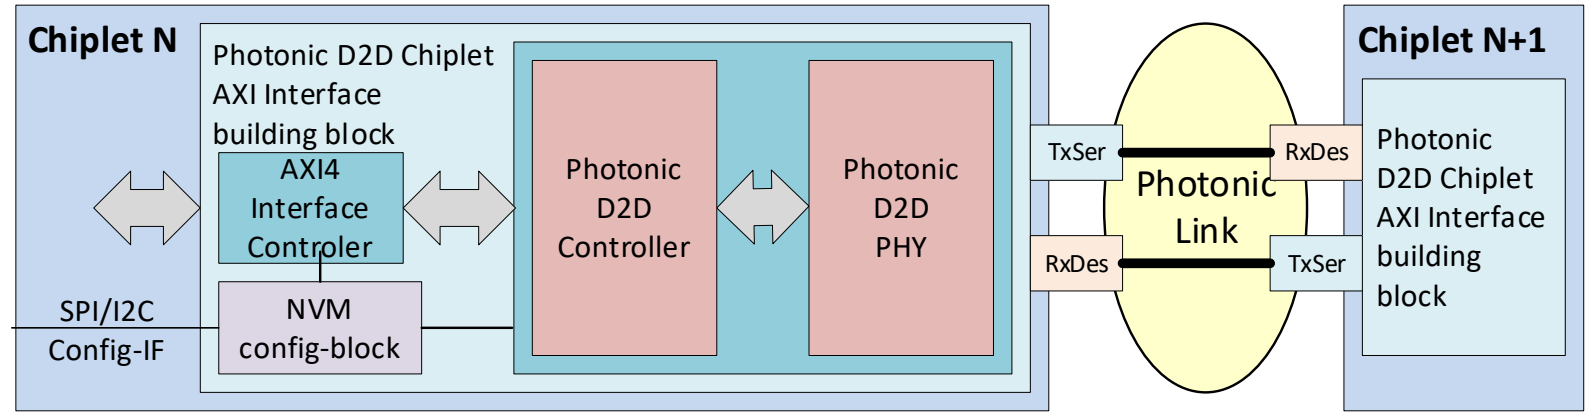 Chiplet N
Photonic D2D Chiplet
AXI Interface
building block
AXI4
Interface
Controler
NVM
config-block
SPI/I2C
Config-IF
Photonic
D2D
Controller
Photonic
D2D
PHY
TxSer
RxDes
Photonic
Link
RxDes
TxSer
Chiplet N+1
Photonic
D2D Chiplet
AXI Interface
building
block